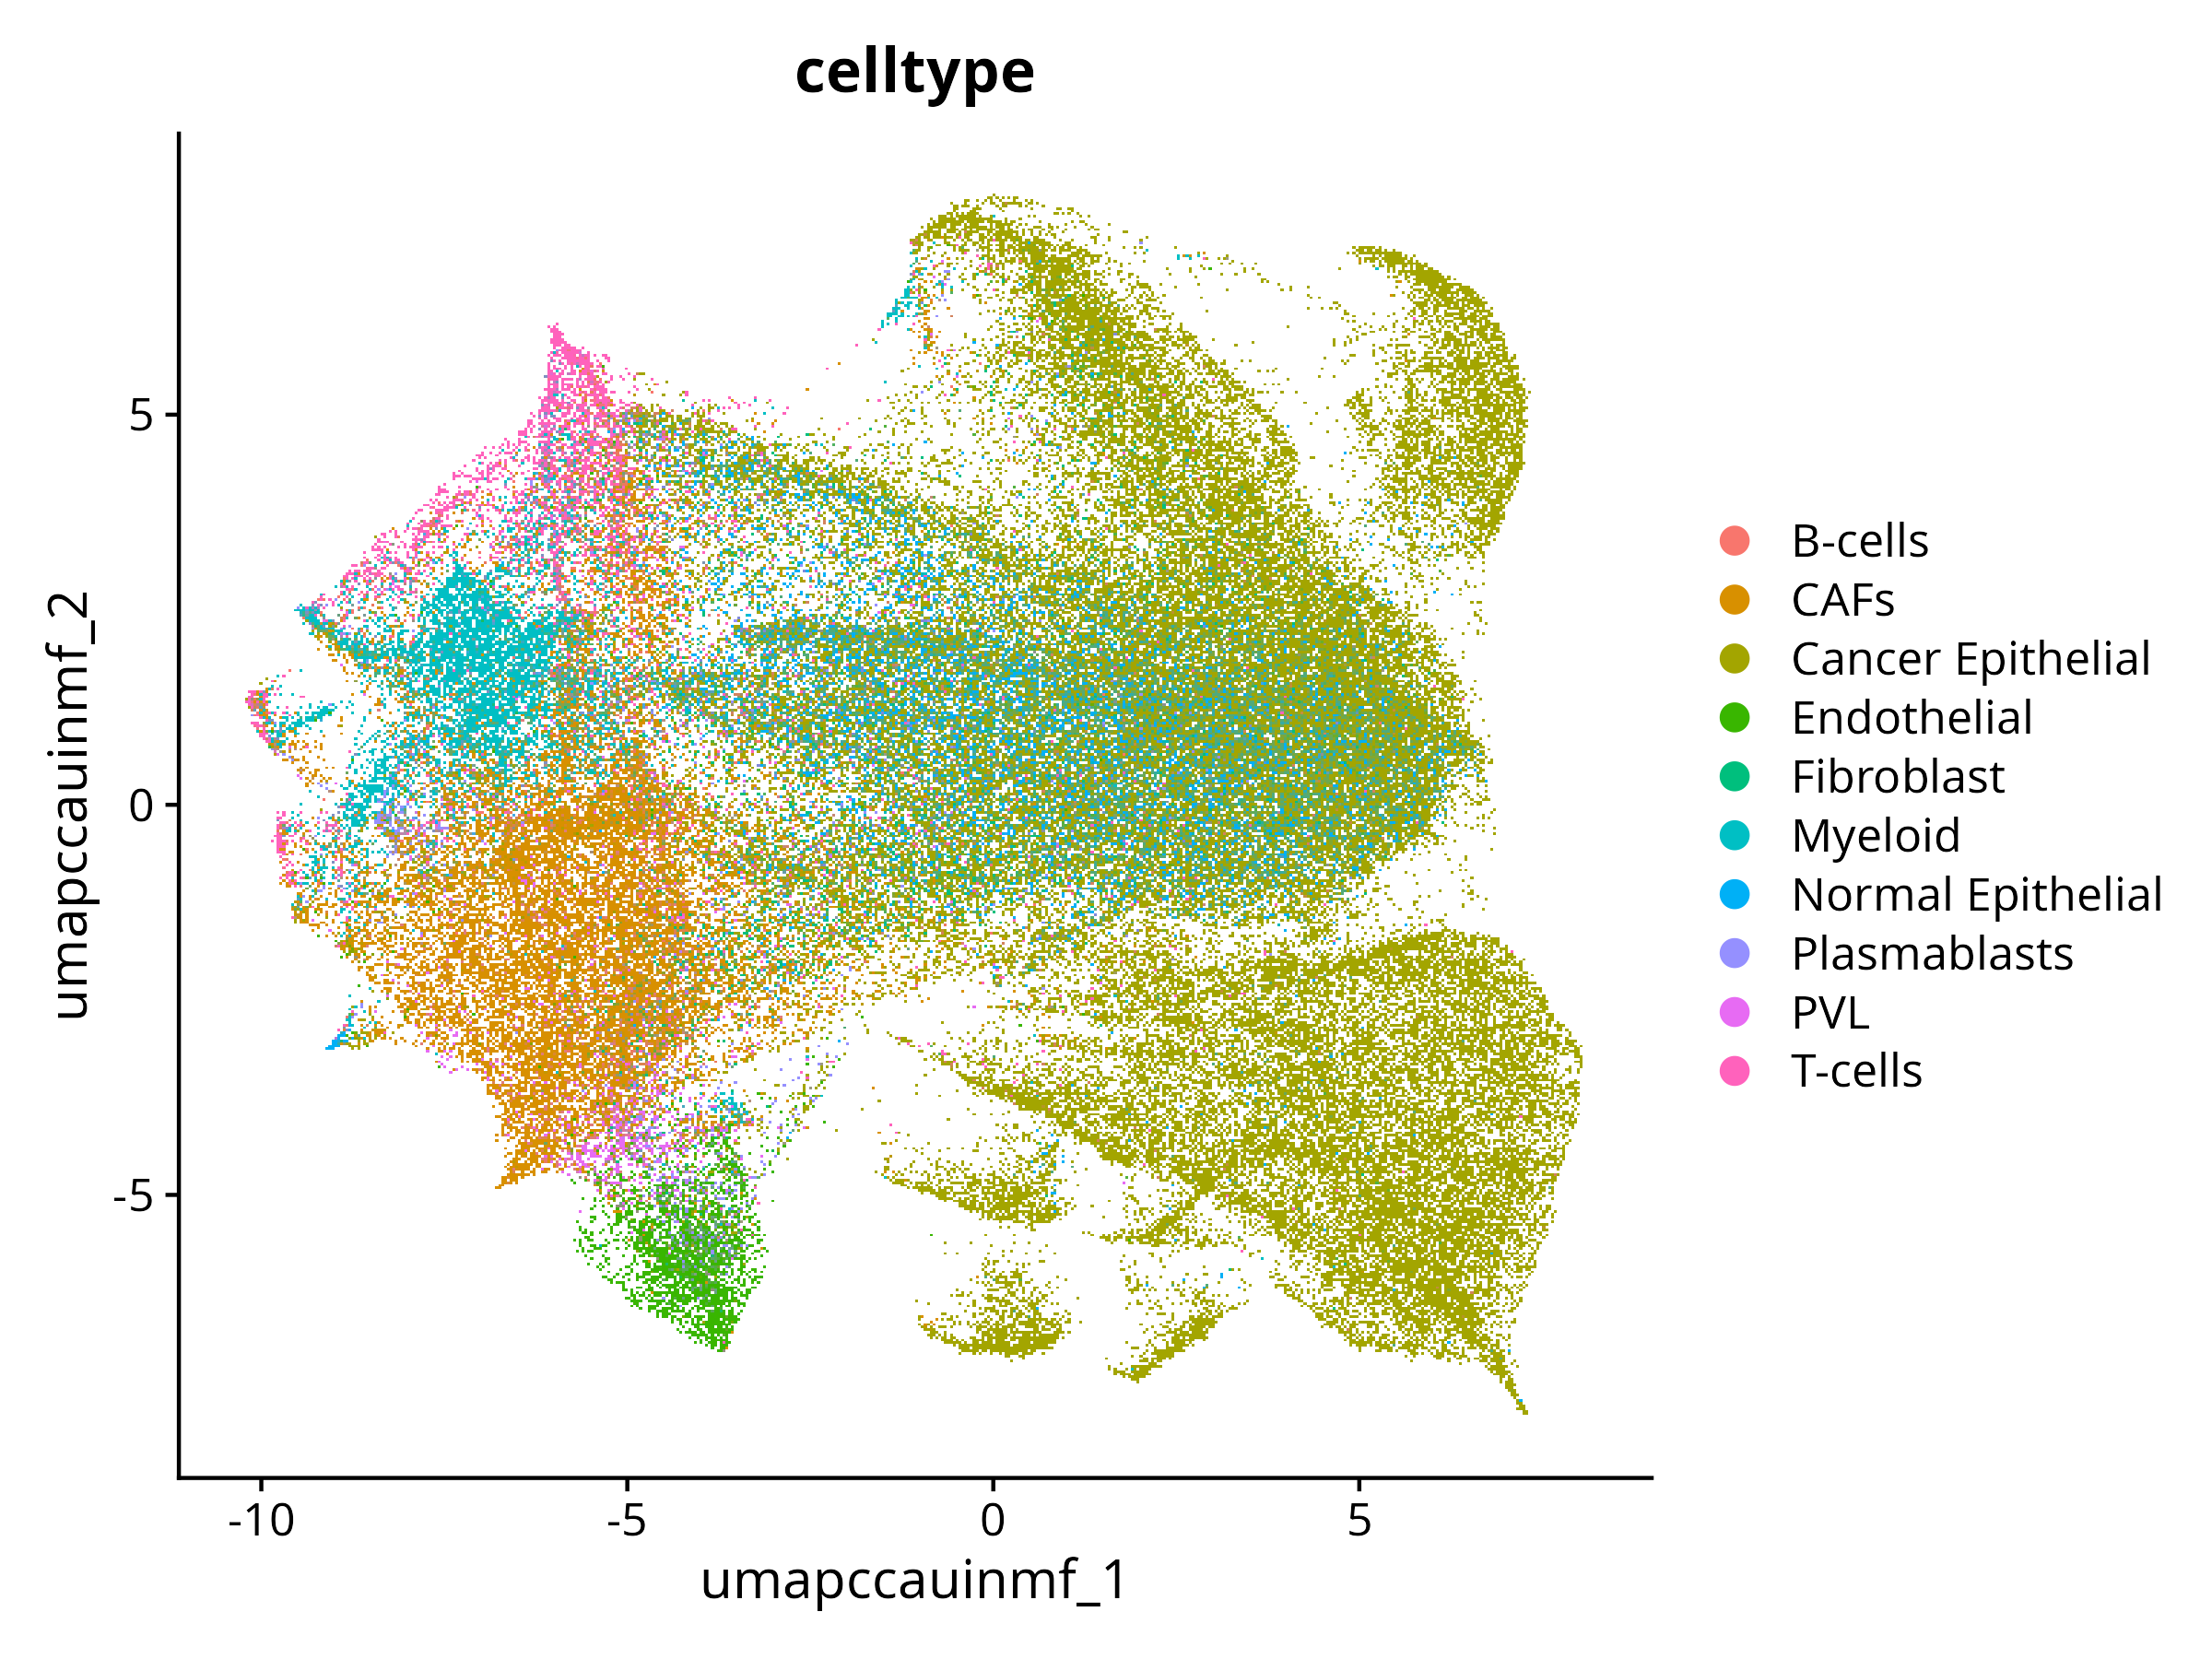 celltype
umapccauinmf_2
5
0
-5
-10
-5
0
5
umapccauinmf_1
B-cells
CAFs
Cancer Epithelial
Endothelial
Fibroblast
Myeloid
Normal Epithelial
Plasmablasts
PVL
T-cells